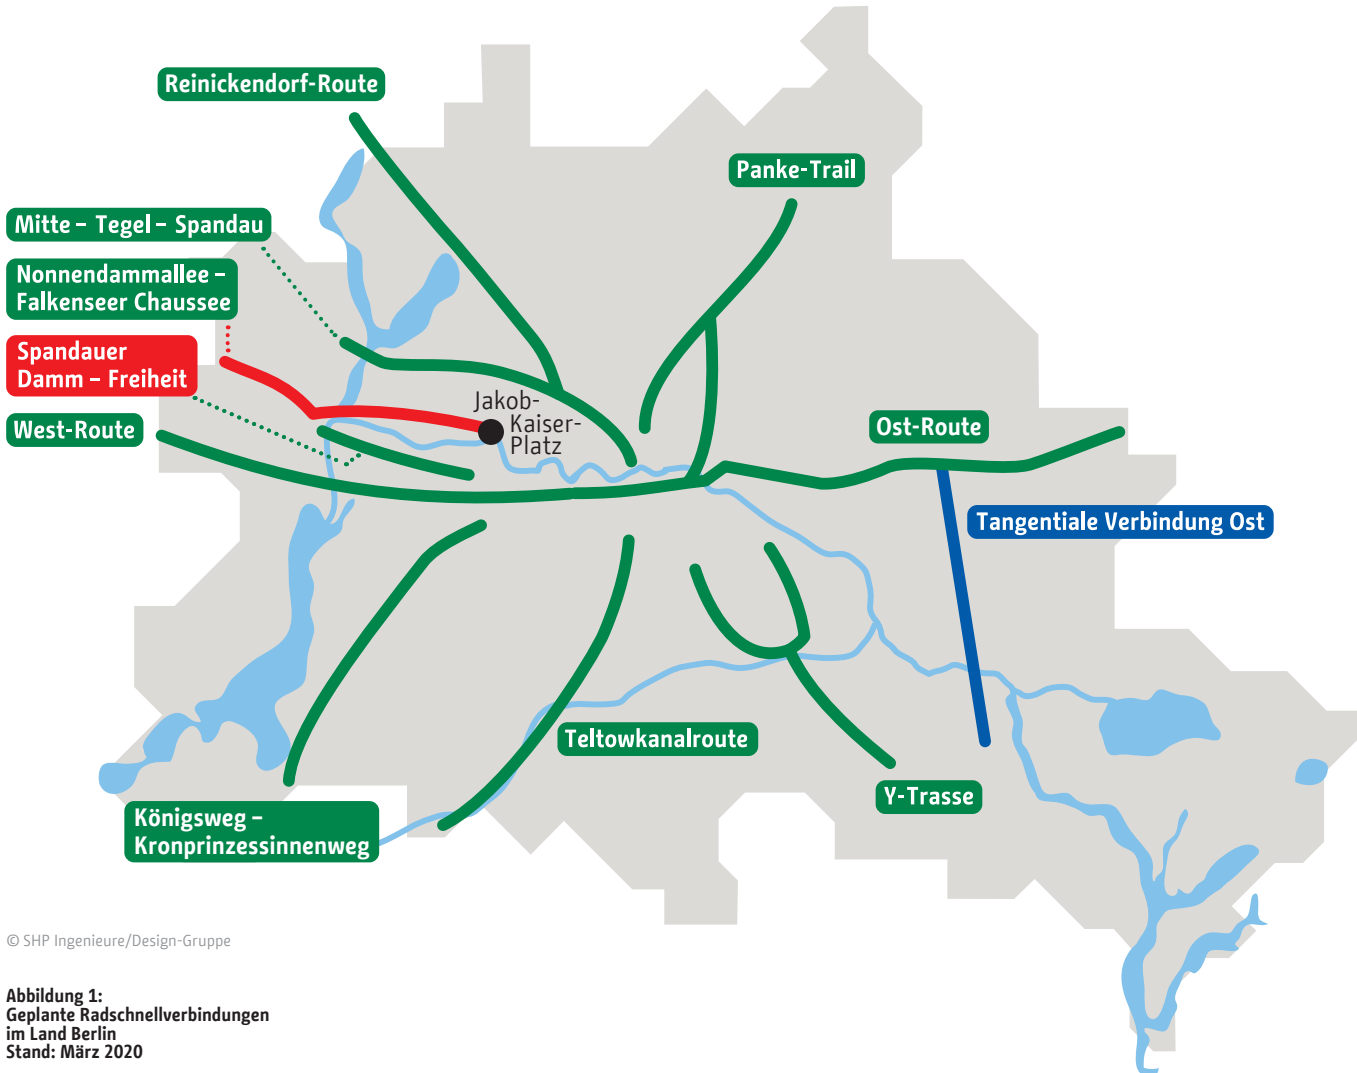 Reinickendorf-Route
Panke-Trail
Mitte – Tegel – Spandau
Nonnendammallee –
Falkenseer Chaussee
Spandauer
Damm – Freiheit
West-Route
Jakob-
Kaiser-
Platz
Ost-Route
Tangentiale Verbindung Ost
Teltowkanalroute
Y-Trasse
Königsweg –
Kronprinzessinnenweg
© SHP Ingenieure/Design-Gruppe
Abbildung 1:
Geplante Radschnellverbindungen
im Land Berlin
Stand: März 2020